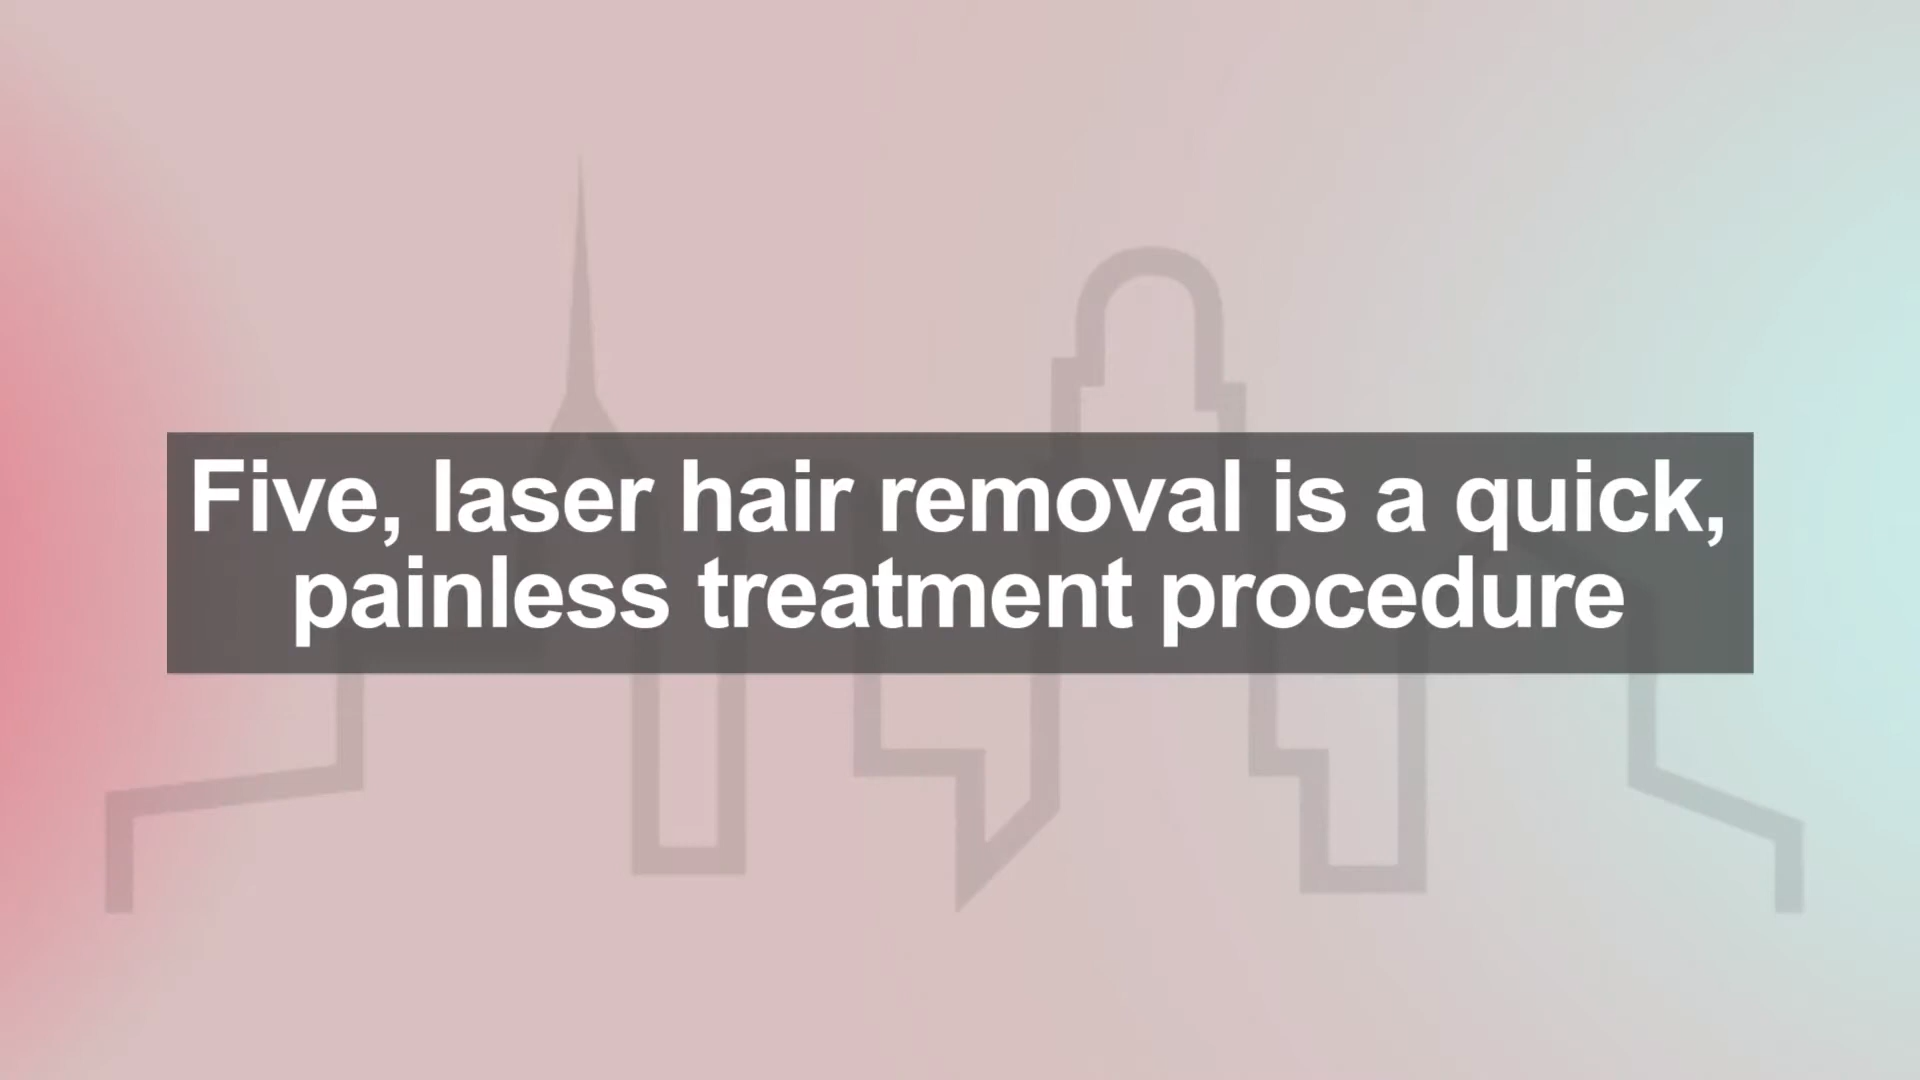 Five, laser hair removal is a quick,
painless treatment procedure